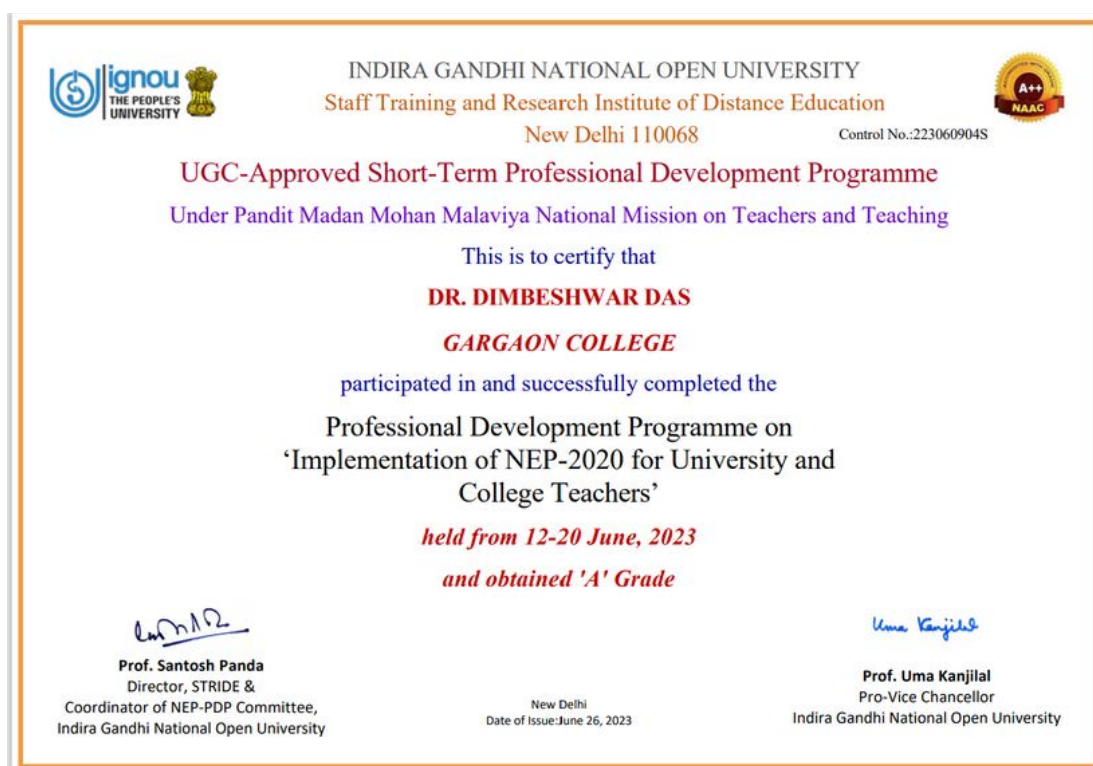 ignou
THE PEOPLE'S
UNIVERSITY
INDIRA GANDHI NATIONAL OPEN UNIVERSITY
Staff Training and Research Institute of Distance Education
New Delhi 110068
A++
NAAC
Control No.:223060904S
UGC-Approved Short-Term Professional Development Programme
Under Pandit Madan Mohan Malaviya National Mission on Teachers and Teaching
This is to certify that
DR. DIMBESHWAR DAS
GARGAON COLLEGE
participated in and successfully completed the
Professional Development Programme on
‘Implementation of NEP-2020 for University and
College Teachers’
held from 12-20 June, 2023
and obtained 'A' Grade
Prof. Santosh Panda
Director, STRIDE &
Coordinator of NEP-PDP Committee,
Indira Gandhi National Open University
New Delhi
Date of Issue:June 26, 2023
Uma Kanjilal
Prof. Uma Kanjilal
Pro-Vice Chancellor
Indira Gandhi National Open University